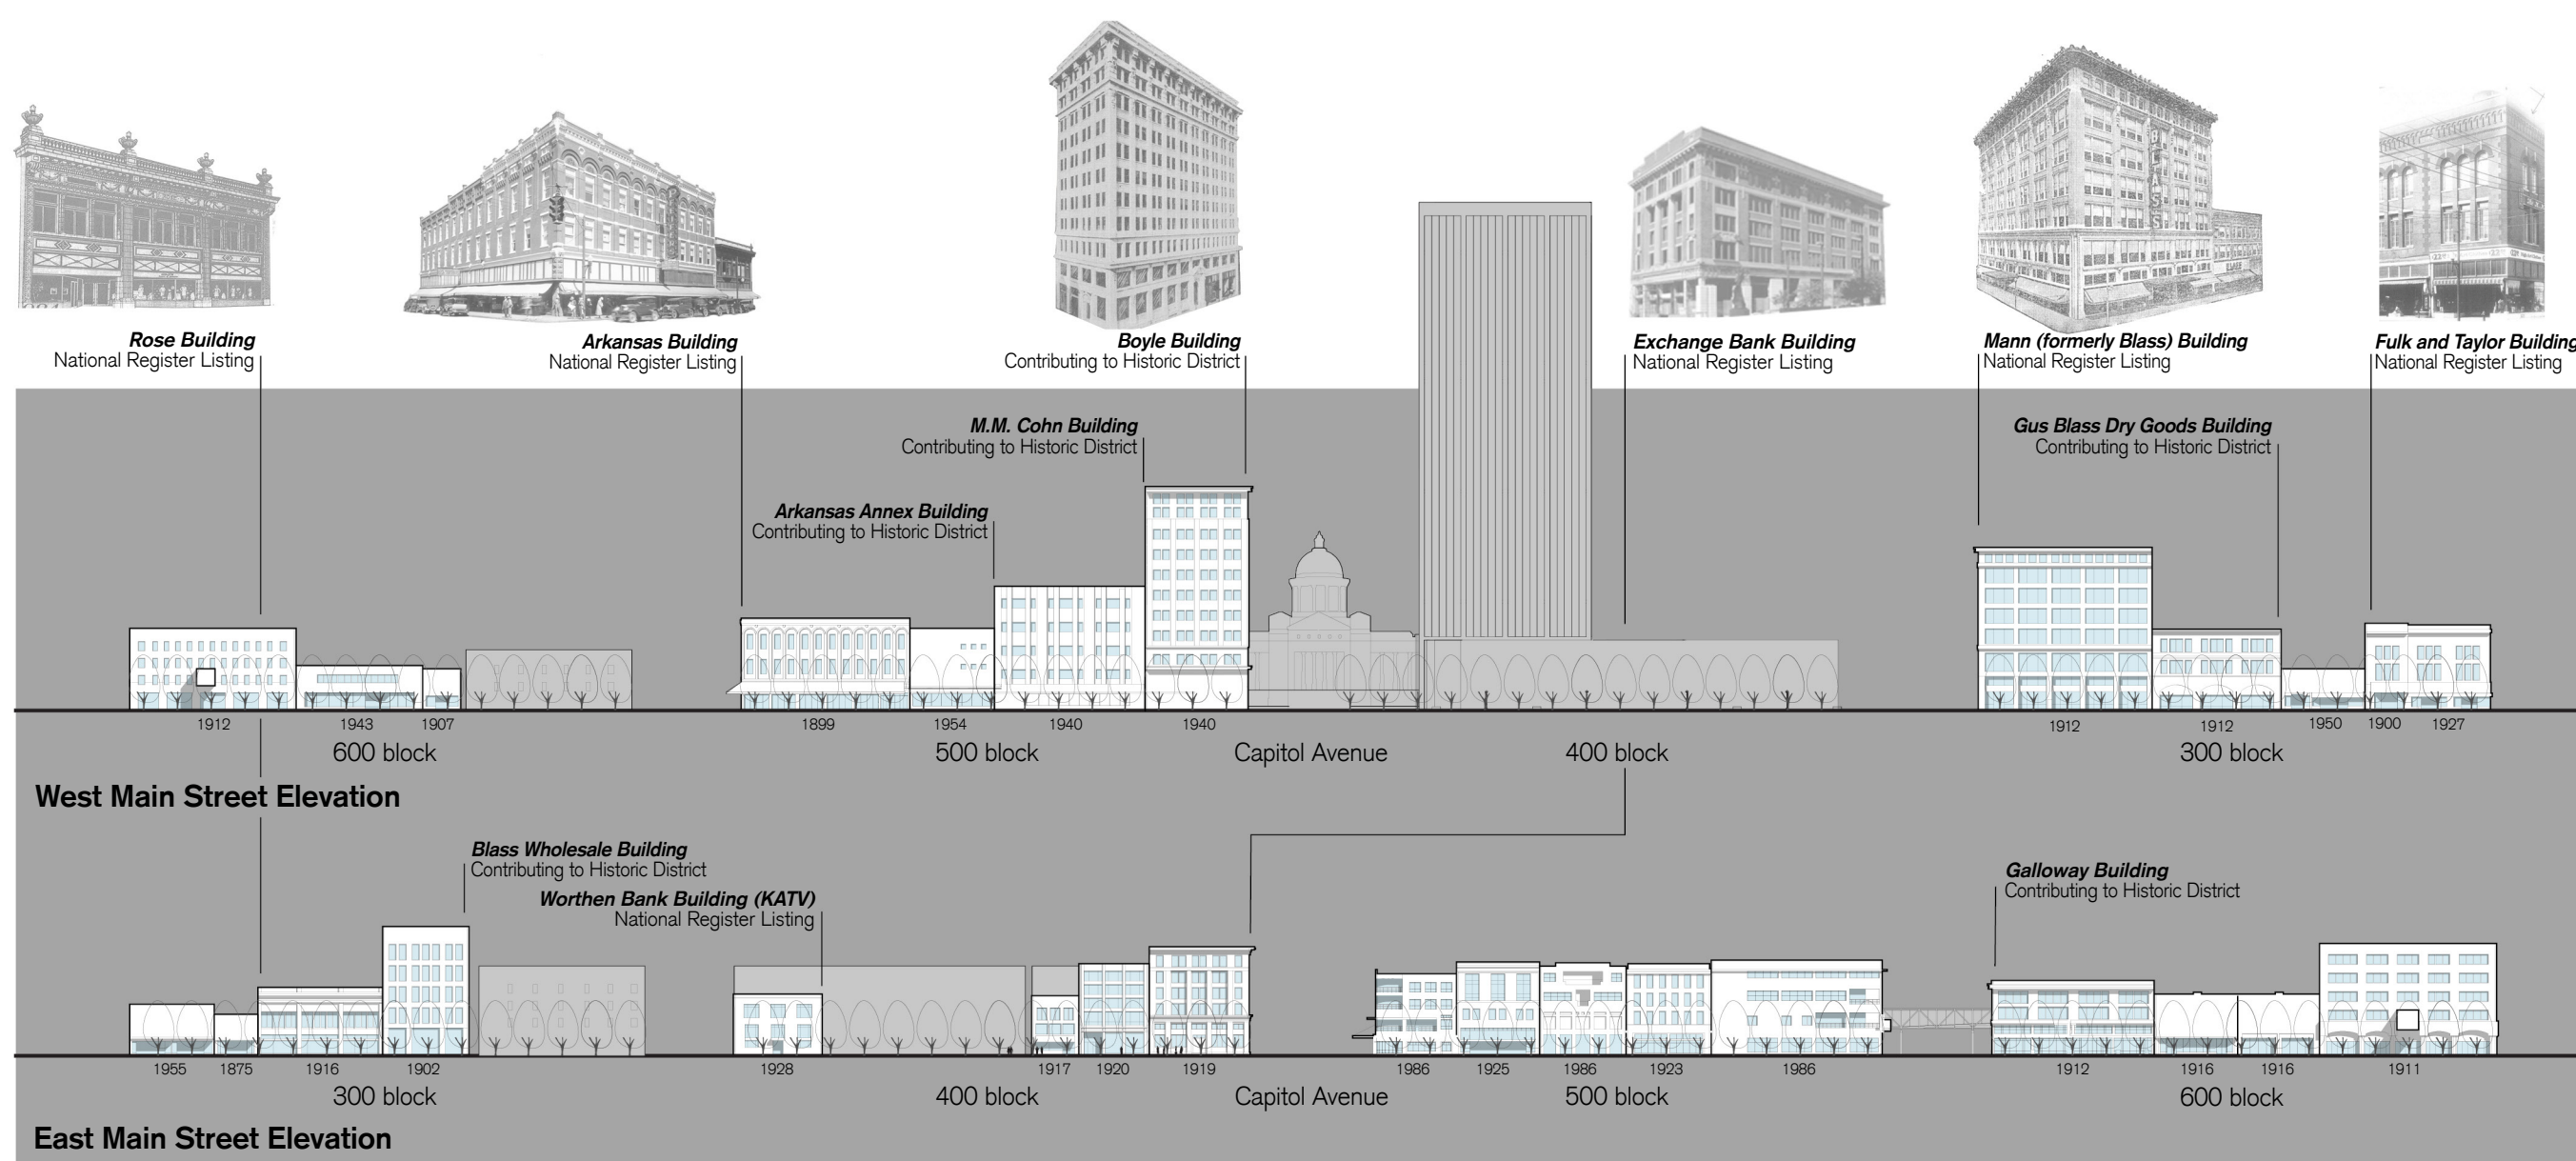 Rose Building
National Register Listing
Arkansas Building
National Register Listing
Boyle Building
Contributing to Historic District
Exchange Bank Building
National Register Listing
Mann (formerly Blass) Building
National Register Listing
Fulk and Taylor Building
National Register Listing
BLASS
M.M. Cohn Building
Contributing to Historic District
Gus Blass Dry Goods Building
Contributing to Historic District
Arkansas Annex Building
Contributing to Historic District
1912 1943 1907 1899 1954 1940 1940 1912 1912 1950 1900 1927
600 block 500 block Capitol Avenue 400 block 300 block
West Main Street Elevation
Blass Wholesale Building
Contributing to Historic District
Worthen Bank Building (KATV)
National Register Listing
Galloway Building
Contributing to Historic District
1955 1875 1916 1902 1928 1917 1920 1919 1986 1925 1986 1923 1986 1912 1916 1916 1911
300 block 400 block Capitol Avenue 500 block 600 block
East Main Street Elevation